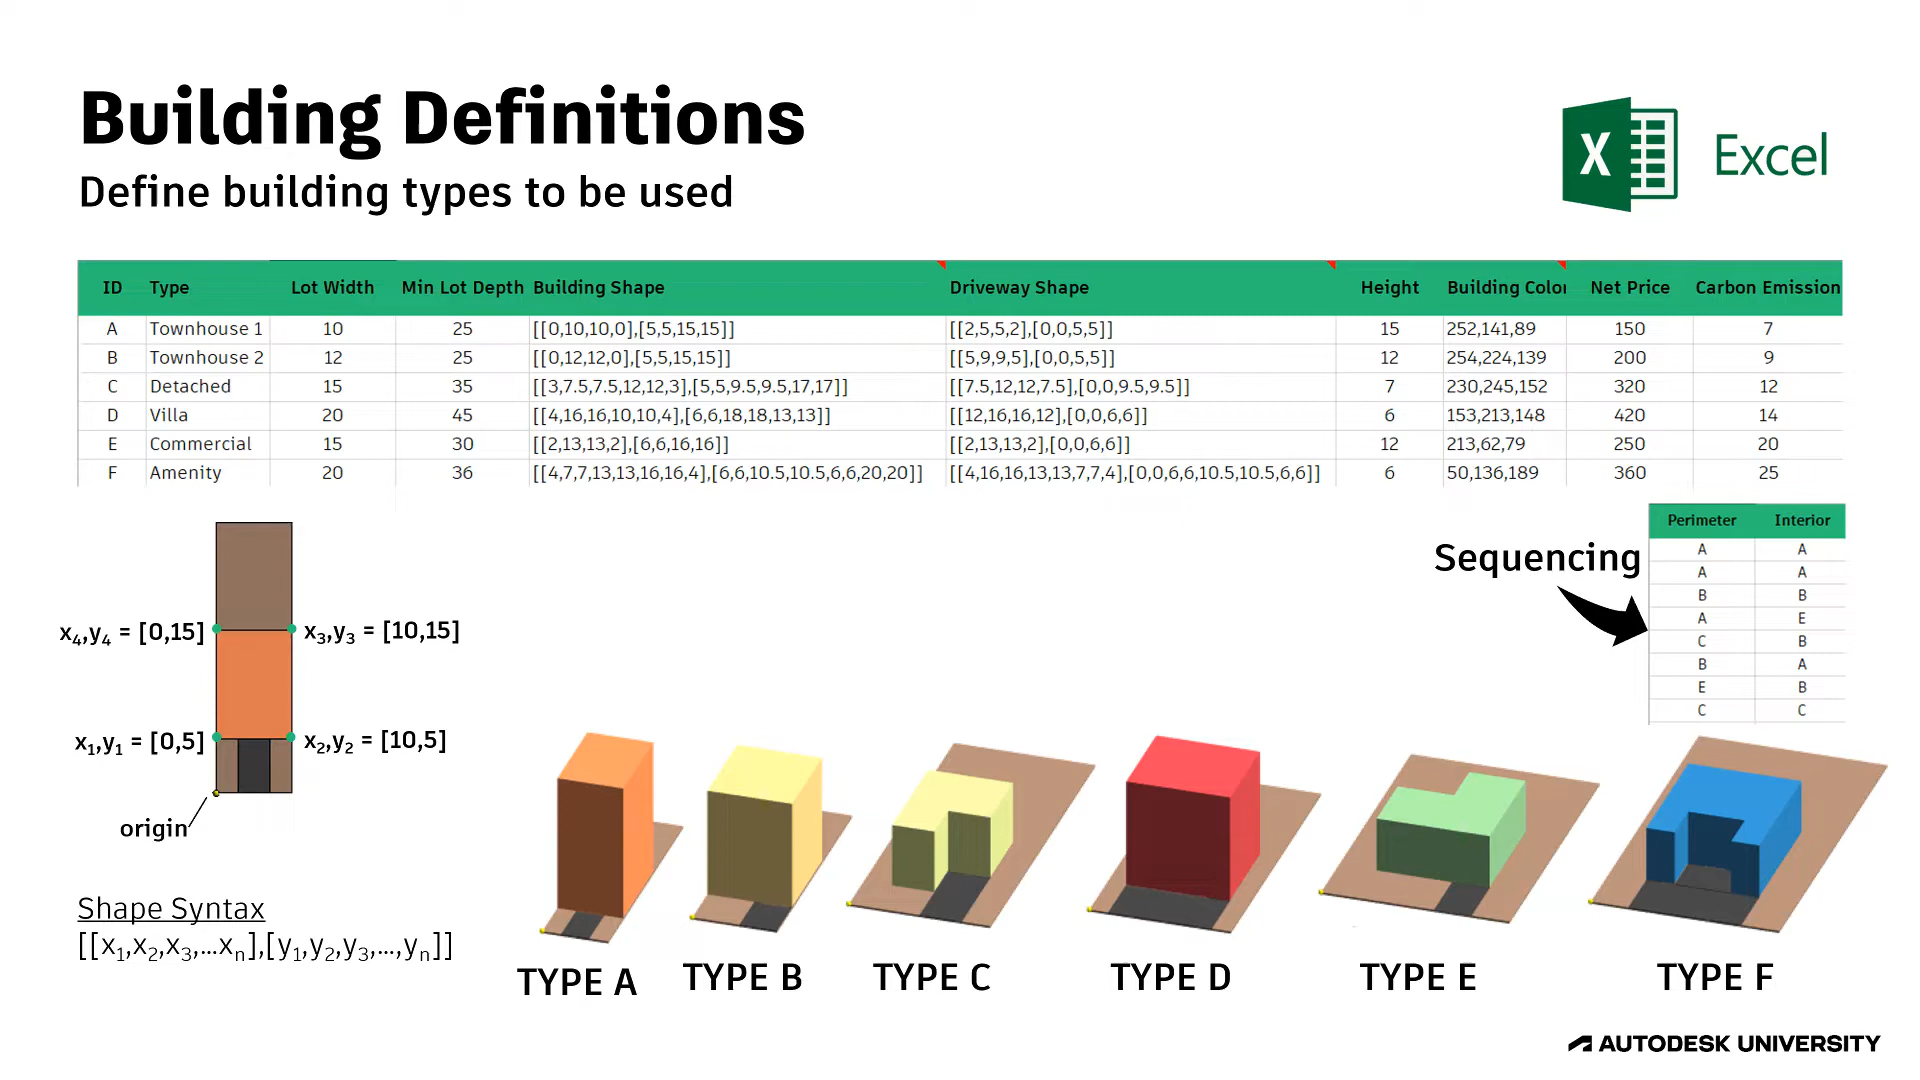 Building Definitions
Define building types to be used
X Excel
ID Type Lot Width Min Lot Depth Building Shape Driveway Shape Height Building Color Net Price Carbon Emission
A Townhouse 1 10 25 [[0,10,10,0],[5,5,15,15]] [[2,5,5,2],[0,0,5,5]] 15 252,141,89 150 7
B Townhouse 2 12 25 [[0,12,12,0],[5,5,15,15]] [[5,9,9,5],[0,0,5,5]] 12 254,224,139 200 9
C Detached 15 35 [[3,7.5,7.5,12,12,3],[5,5,9.5,9.5,17,17]] [[7.5,12,12,7.5],[0,0,9.5,9.5]] 7 230,245,152 320 12
D Villa 20 45 [[4,16,16,10,10,4],[6,6,18,18,13,13]] [[12,16,16,12],[0,0,6,6]] 6 153,213,148 420 14
E Commercial 15 30 [[2,13,13,2],[6,6,16,16]] [[2,13,13,2],[0,0,6,6]] 12 213,62,79 250 20
F Amenity 20 36 [[4,7,7,13,13,16,16,4],[6,6,10.5,10.5,6,6,20,20]] [[4,16,16,13,13,7,7,4],[0,0,6,6,10.5,10.5,6,6]] 6 50,136,189 360 25
Sequencing
Perimeter Interior
A A
A A
B B
A E
C B
B A
E B
C C
x4,y4 = [0,15]
x3,y3 = [10,15]
x1,y1 = [0,5]
x2,y2 = [10,5]
origin
Shape Syntax
[[x1,x2,x3,...xn],[y1,y2,y3,...,yn]]
TYPE A
TYPE B
TYPE C
TYPE D
TYPE E
TYPE F
AUTODESK UNIVERSITY